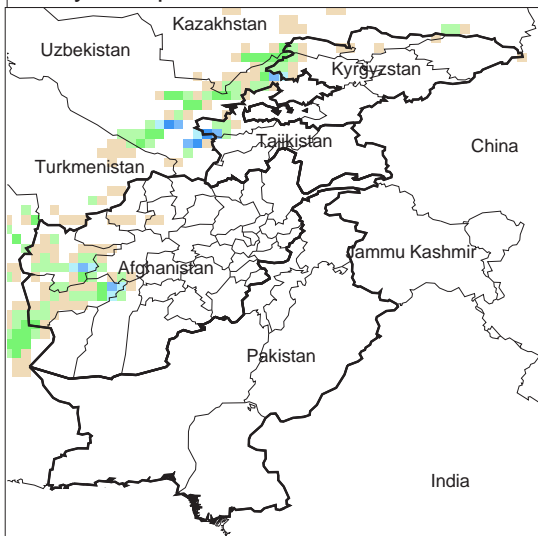 Kazakhstan
Uzbekistan
Kyrgyzstan
Tajikistan
China
Turkmenistan
Jammu Kashmir
Afghanistan
Pakistan
India